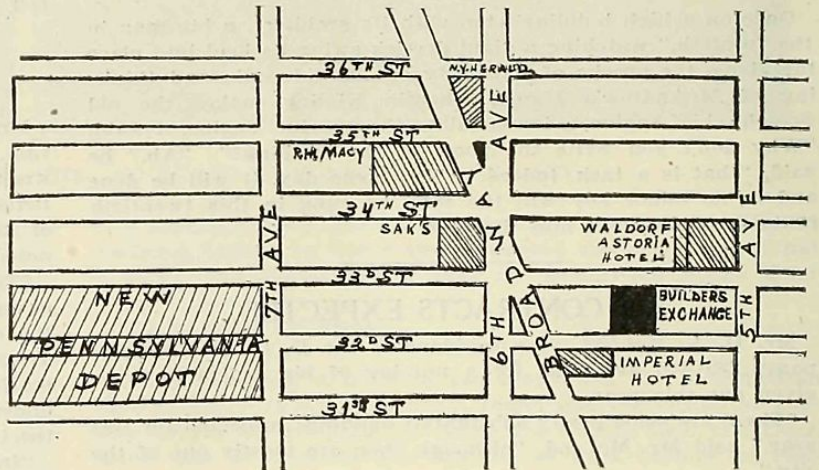 36TH ST
N.Y. HERALD
35TH ST
R.H. MACY
34TH ST
SAK'S
WALDORF
ASTORIA
HOTEL
33D ST
NEW
PENNSYLVANIA
DEPOT
BUILDERS
EXCHANGE
32D ST
IMPERIAL
HOTEL
31ST ST
7TH AVE
6TH AVE
BROADWAY
5TH AVE